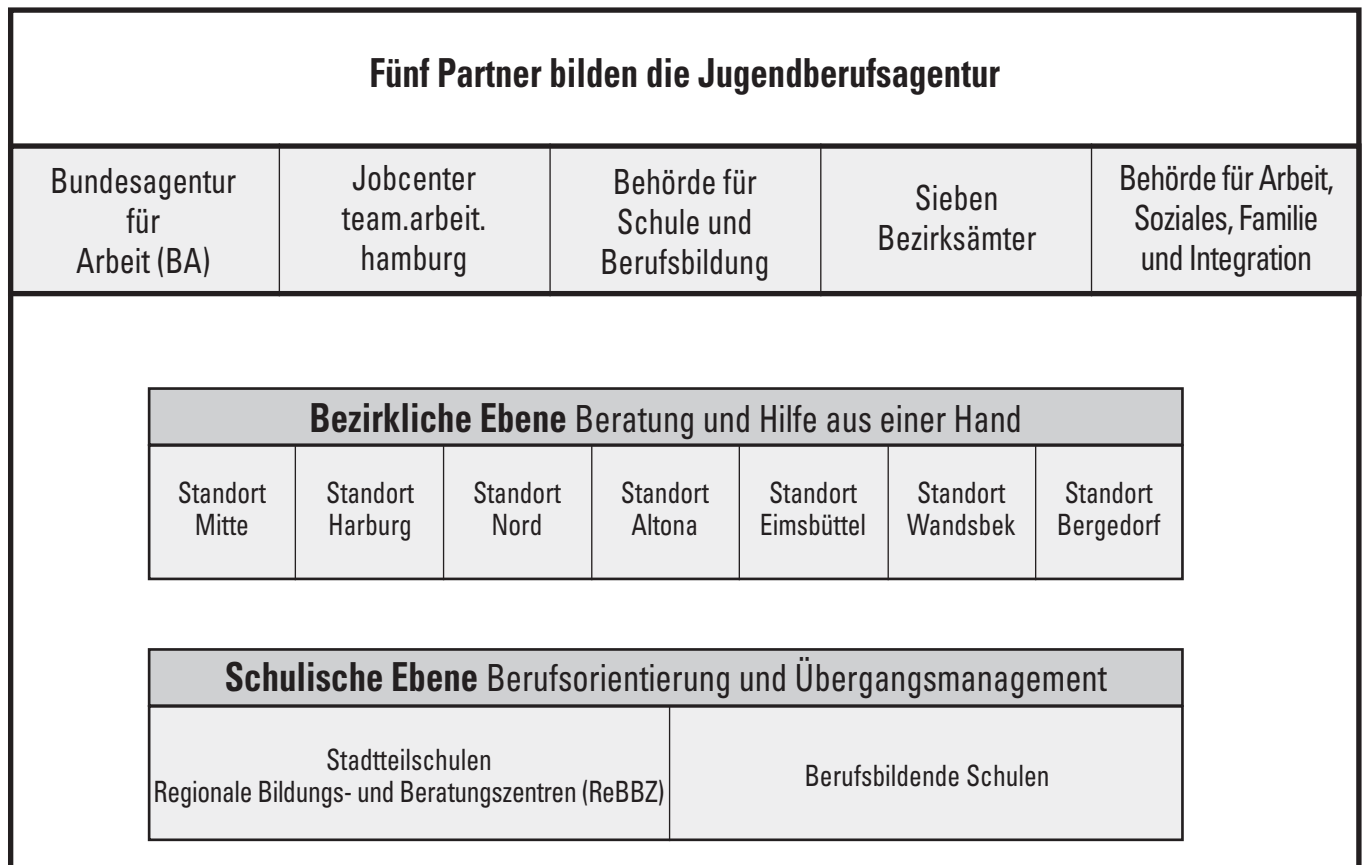 Fünf Partner bilden die Jugendberufsagentur
Bundesagentur
für
Arbeit (BA)
Jobcenter
team.arbeit.
hamburg
Behörde für
Schule und
Berufsbildung
Sieben
Bezirksämter
Behörde für Arbeit,
Soziales, Familie
und Integration
Bezirkliche Ebene Beratung und Hilfe aus einer Hand
Standort
Mitte
Standort
Harburg
Standort
Nord
Standort
Altona
Standort
Eimsbüttel
Standort
Wandsbek
Standort
Bergedorf
Schulische Ebene Berufsorientierung und Übergangsmanagement
Stadtteilschulen
Regionale Bildungs- und Beratungszentren (ReBBZ)
Berufsbildende Schulen